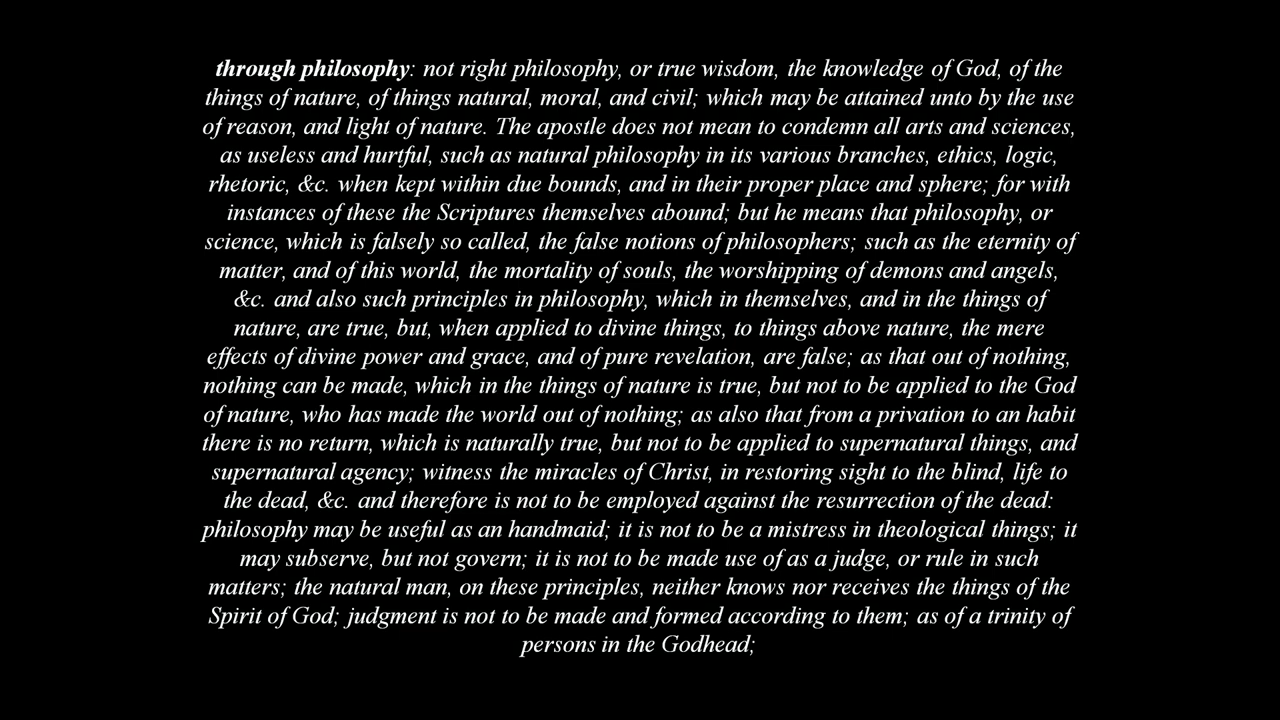 through philosophy: not right philosophy, or true wisdom, the knowledge of God, of the
things of nature, of things natural, moral, and civil; which may be attained unto by the use
of reason, and light of nature. The apostle does not mean to condemn all arts and sciences,
as useless and hurtful, such as natural philosophy in its various branches, ethics, logic,
rhetoric, &c. when kept within due bounds, and in their proper place and sphere; for with
instances of these the Scriptures themselves abound; but he means that philosophy, or
science, which is falsely so called, the false notions of philosophers; such as the eternity of
matter, and of this world, the mortality of souls, the worshipping of demons and angels,
&c. and also such principles in philosophy, which in themselves, and in the things of
nature, are true, but, when applied to divine things, to things above nature, the mere
effects of divine power and grace, and of pure revelation, are false; as that out of nothing,
nothing can be made, which in the things of nature is true, but not to be applied to the God
of nature, who has made the world out of nothing; as also that from a privation to an habit
there is no return, which is naturally true, but not to be applied to supernatural things, and
supernatural agency; witness the miracles of Christ, in restoring sight to the blind, life to
the dead, &c. and therefore is not to be employed against the resurrection of the dead:
philosophy may be useful as an handmaid; it is not to be a mistress in theological things; it
may subserve, but not govern; it is not to be made use of as a judge, or rule in such
matters; the natural man, on these principles, neither knows nor receives the things of the
Spirit of God; judgment is not to be made and formed according to them; as of a trinity of
persons in the Godhead;